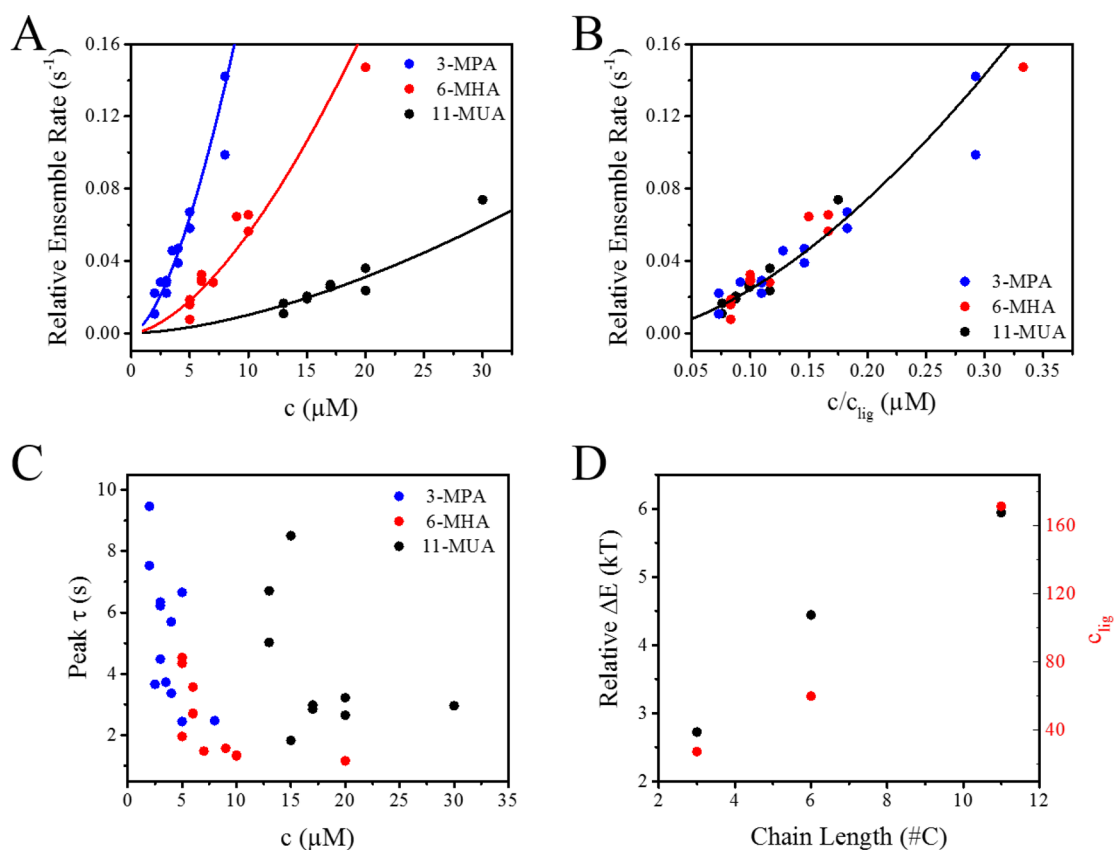 A
Relative Ensemble Rate (s⁻¹)
0.16
0.12
0.08
0.04
0.00
3-MPA
6-MHA
11-MUA
0
5
10
15
20
25
30
c (µM)
B
Relative Ensemble Rate (s⁻¹)
0.16
0.12
0.08
0.04
0.00
3-MPA
6-MHA
11-MUA
0.05
0.10
0.15
0.20
0.25
0.30
0.35
c/c_lig (µM)
C
Peak τ (s)
10
8
6
4
2
3-MPA
6-MHA
11-MUA
0
5
10
15
20
25
30
35
c (µM)
D
Relative ΔE (kT)
6
5
4
3
2
160
120
80
40
c_lig
2
4
6
8
10
12
Chain Length (#C)